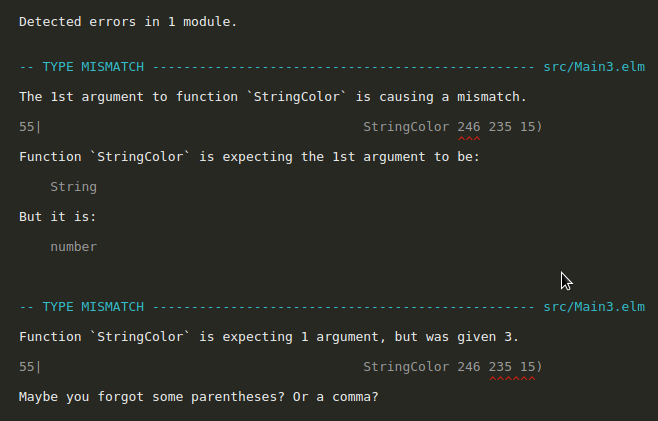 Detected errors in 1 module.
-- TYPE MISMATCH ------------------------------------------------- src/Main3.elm
The 1st argument to function `StringColor` is causing a mismatch.
55|                                         StringColor 246 235 15)
Function `StringColor` is expecting the 1st argument to be:
String
But it is:
number
-- TYPE MISMATCH ------------------------------------------------- src/Main3.elm
Function `StringColor` is expecting 1 argument, but was given 3.
55|                                         StringColor 246 235 15)
Maybe you forgot some parentheses? Or a comma?